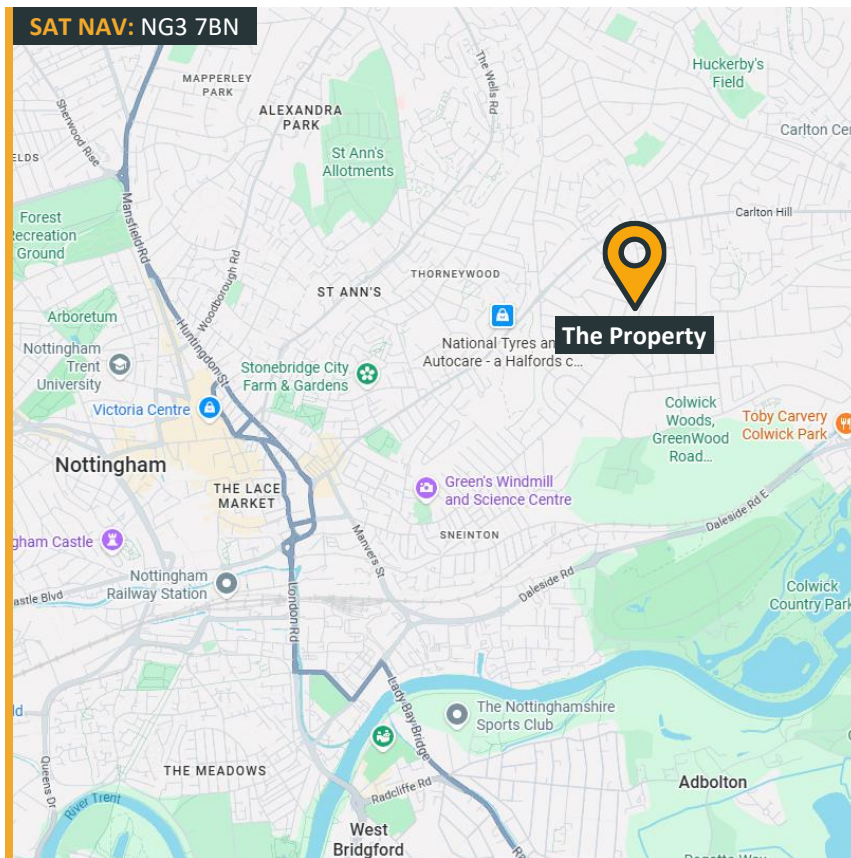 SAT NAV: NG3 7BN
MAPPERLEY
PARK
Huckerby's
Field
The Wells Rd
ALEXANDRA
PARK
Sherwood Rise
Carlton Ce
St Ann's
Allotments
Mansfield Rd
Forest
Recreation
Ground
Carlton Hill
Woodborough Rd
THORNEYWOOD
ST ANN'S
Arboretum
Huntingdon St
The Property
National Tyres an
Autocare - a Halfords c...
Nottingham
Trent
University
Stonebridge City
Farm & Gardens
Victoria Centre
Colwick
Woods,
GreenWood
Road...
Toby Carvery
Colwick Park
Nottingham
THE LACE
MARKET
Green's Windmill
and Science Centre
Manvers St
SNEINTON
Daleside Rd E
gham Castle
Nottingham
Railway Station
astle Blvd
London Rd
Daleside Rd
Colwick
Country Park
Lady Bay Bridge
The Nottinghamshire
Sports Club
THE MEADOWS
Queens Dr
Radcliffe Rd
Adbolton
River Trent
West
Bridgford